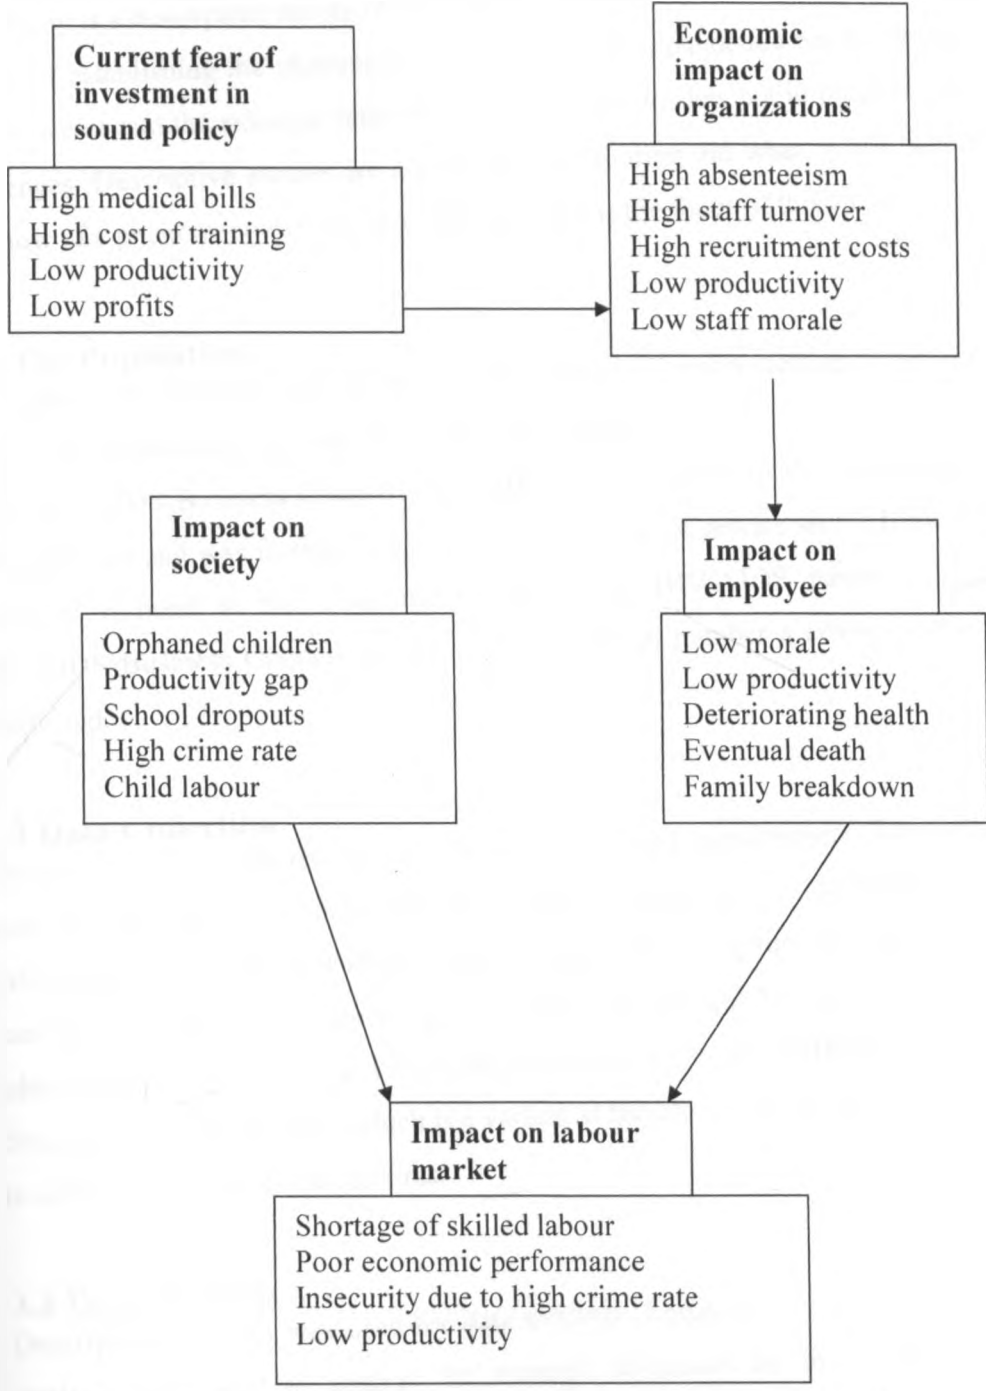 Current fear of
investment in
sound policy
High medical bills
High cost of training
Low productivity
Low profits
Economic
impact on
organizations
High absenteeism
High staff turnover
High recruitment costs
Low productivity
Low staff morale
Impact on
society
Orphaned children
Productivity gap
School dropouts
High crime rate
Child labour
Impact on
employee
Low morale
Low productivity
Deteriorating health
Eventual death
Family breakdown
Impact on labour
market
Shortage of skilled labour
Poor economic performance
Insecurity due to high crime rate
Low productivity